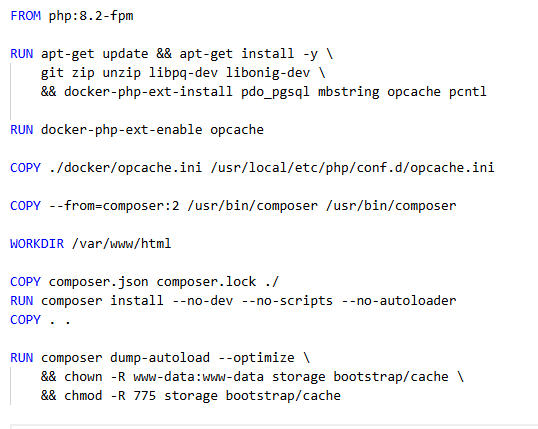 FROM php:8.2-fpm
RUN apt-get update && apt-get install -y \
git zip unzip libpq-dev libonig-dev \
&& docker-php-ext-install pdo_pgsql mbstring opcache pcntl
RUN docker-php-ext-enable opcache
COPY ./docker/opcache.ini /usr/local/etc/php/conf.d/opcache.ini
COPY --from=composer:2 /usr/bin/composer /usr/bin/composer
WORKDIR /var/www/html
COPY composer.json composer.lock ./
RUN composer install --no-dev --no-scripts --no-autoloader
COPY . .
RUN composer dump-autoload --optimize \
&& chown -R www-data:www-data storage bootstrap/cache \
&& chmod -R 775 storage bootstrap/cache